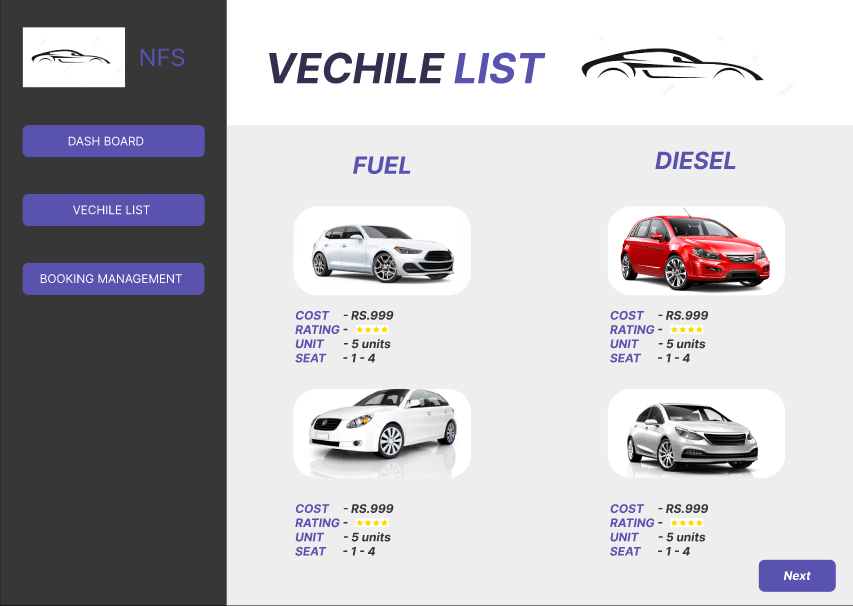 NFS
DASH BOARD
VECHILE LIST
BOOKING MANAGEMENT
VECHILE LIST
FUEL
COST - RS.999
RATING -
UNIT - 5 units
SEAT - 1 - 4
COST - RS.999
RATING -
UNIT - 5 units
SEAT - 1 - 4
DIESEL
COST - RS.999
RATING -
UNIT - 5 units
SEAT - 1 - 4
COST - RS.999
RATING -
UNIT - 5 units
SEAT - 1 - 4
Next